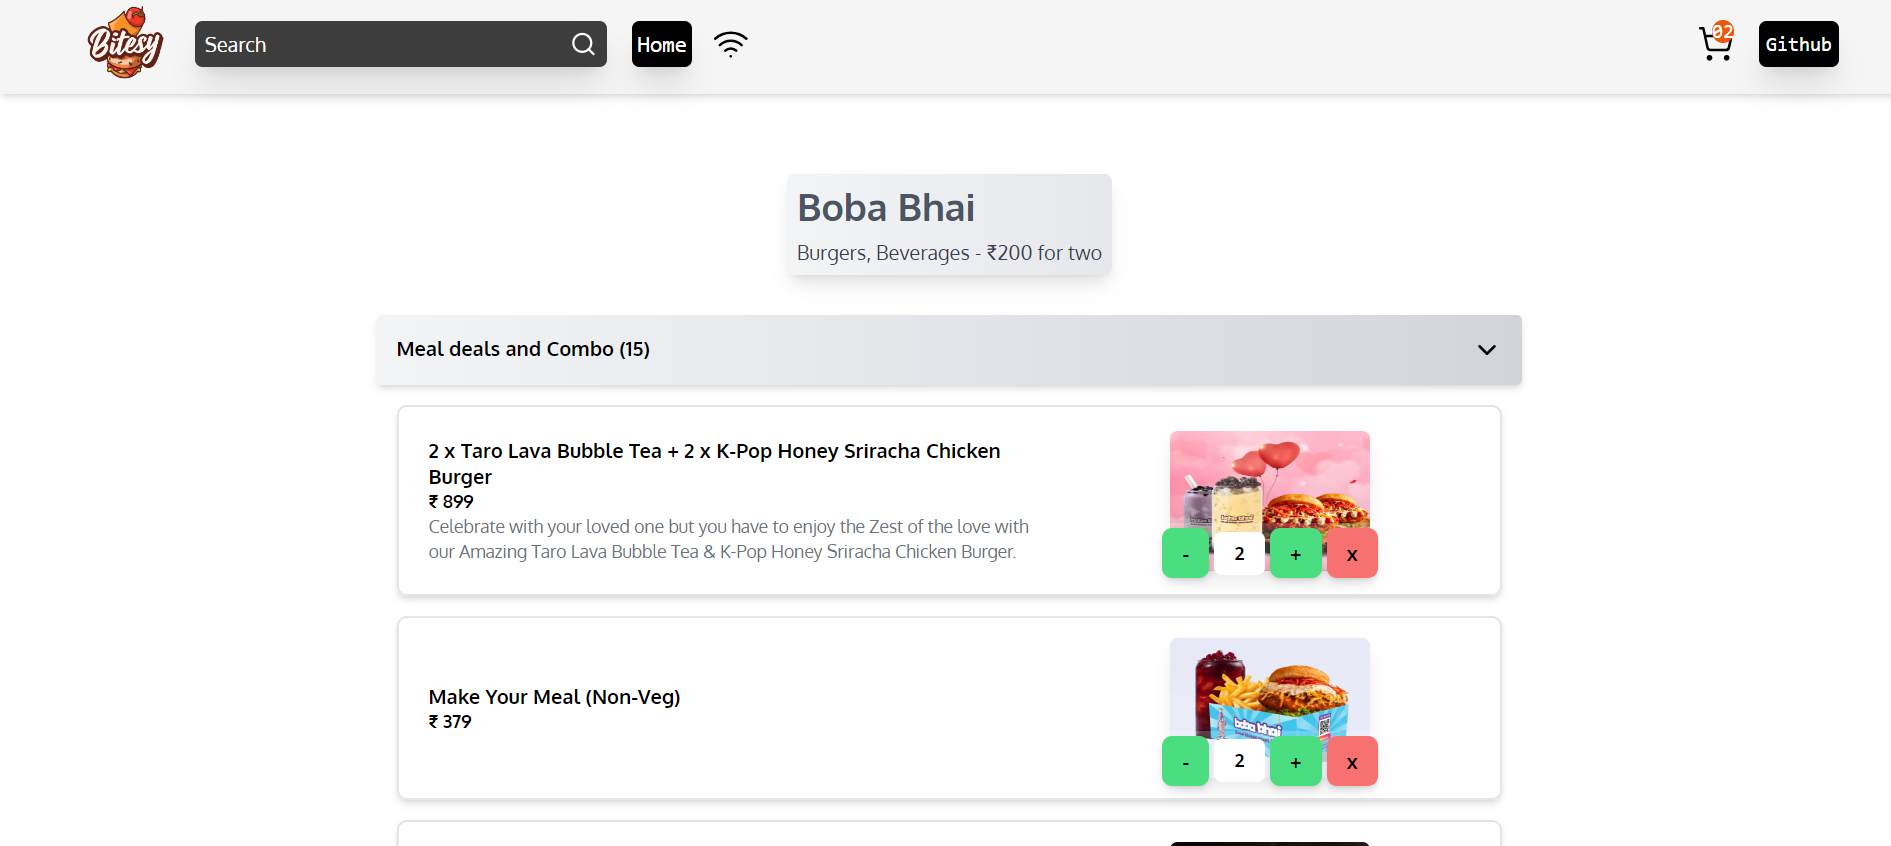 Bitesy
Search
Home
02
Github
Boba Bhai
Burgers, Beverages - ₹200 for two
Meal deals and Combo (15)
2 x Taro Lava Bubble Tea + 2 x K-Pop Honey Sriracha Chicken
Burger
₹ 899
Celebrate with your loved one but you have to enjoy the Zest of the love with
our Amazing Taro Lava Bubble Tea & K-Pop Honey Sriracha Chicken Burger.
- 2 + x
Make Your Meal (Non-Veg)
₹ 379
boba bhai
- 2 + x